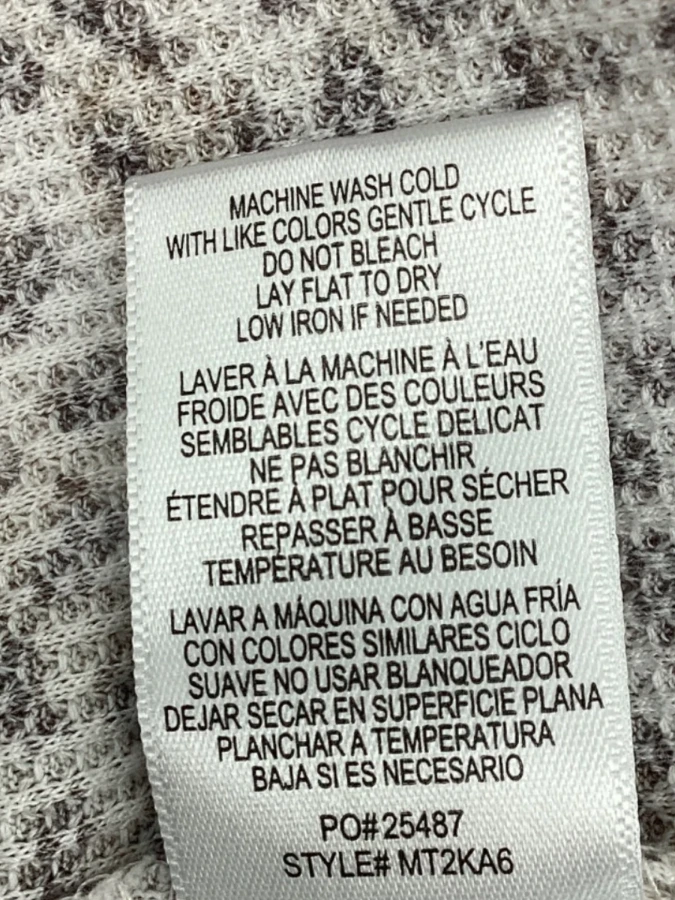 MACHINE WASH COLD
WITH LIKE COLORS GENTLE CYCLE
DO NOT BLEACH
LAY FLAT TO DRY
LOW IRON IF NEEDED
LAVER À LA MACHINE À L'EAU
FROIDE AVEC DES COULEURS
SEMBLABLES CYCLE DELICAT
NE PAS BLANCHIR
ÉTENDRE À PLAT POUR SÉCHER
REPASSER À BASSE
TEMPÉRATURE AU BESOIN
LAVAR A MÁQUINA CON AGUA FRÍA
CON COLORES SIMILARES CICLO
SUAVE NO USAR BLANQUEADOR
DEJAR SECAR EN SUPERFICIE PLANA
PLANCHAR A TEMPERATURA
BAJA SI ES NECESARIO
PO#25487
STYLE# MT2KA6